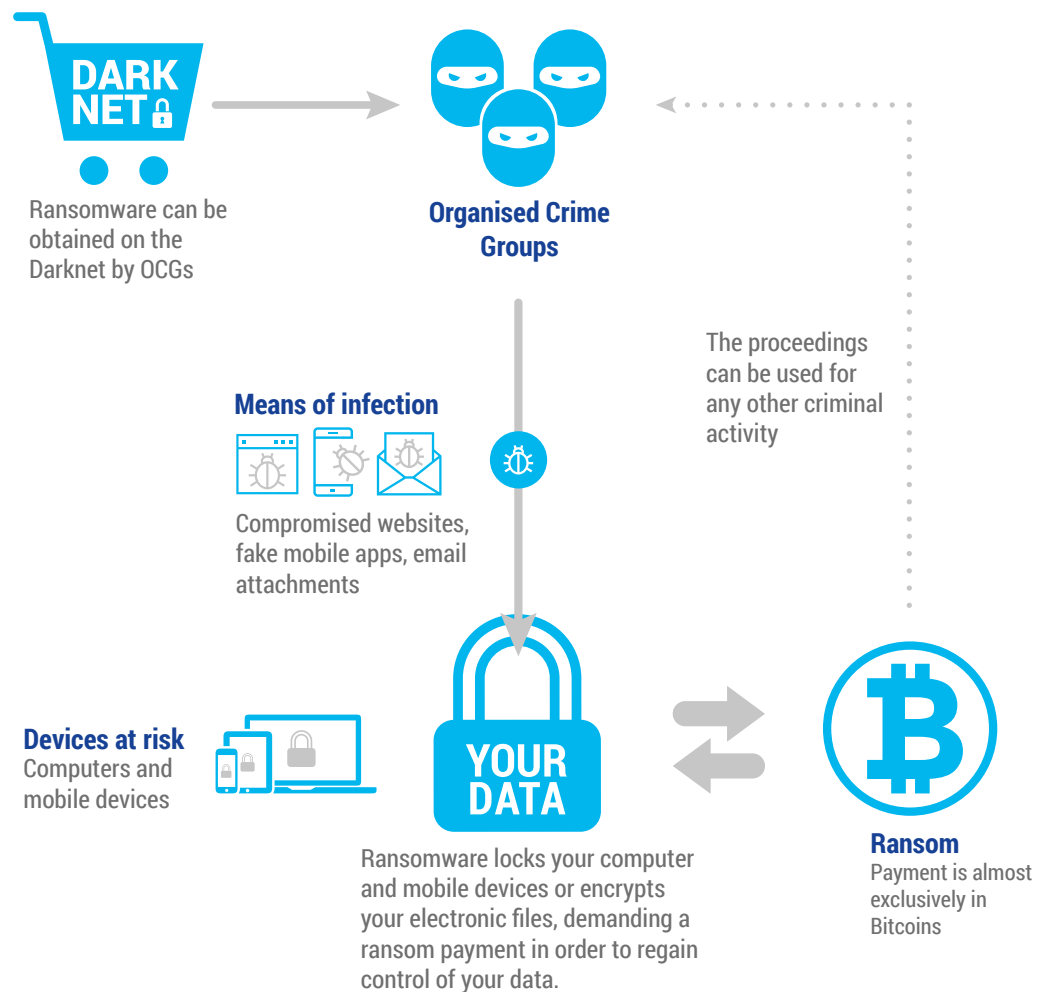 DARK
NET
Ransomware can be
obtained on the
Darknet by OCGs
Organised Crime
Groups
The proceedings
can be used for
any other criminal
activity
Means of infection
Compromised websites,
fake mobile apps, email
attachments
Devices at risk
Computers and
mobile devices
YOUR
DATA
Ransomware locks your computer
and mobile devices or encrypts
your electronic files, demanding a
ransom payment in order to regain
control of your data.
Ransom
Payment is almost
exclusively in
Bitcoins